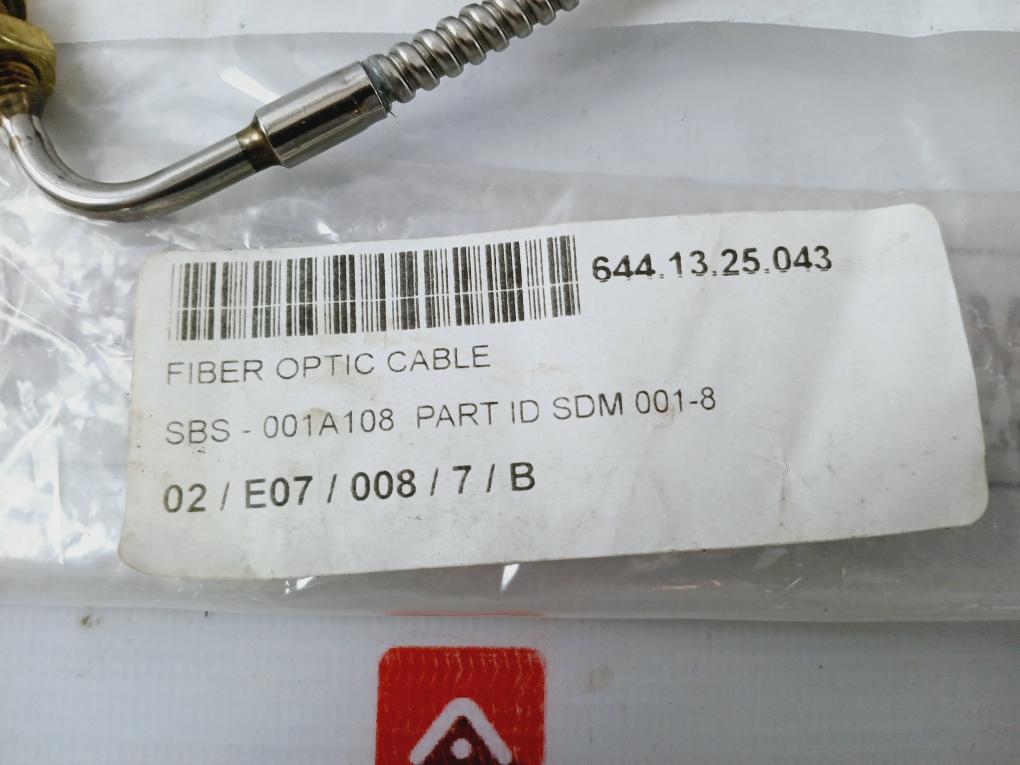 644.13.25.043
FIBER OPTIC CABLE
SBS - 001A108 PART ID SDM 001-8
02 / E07 / 008 / 7 / B